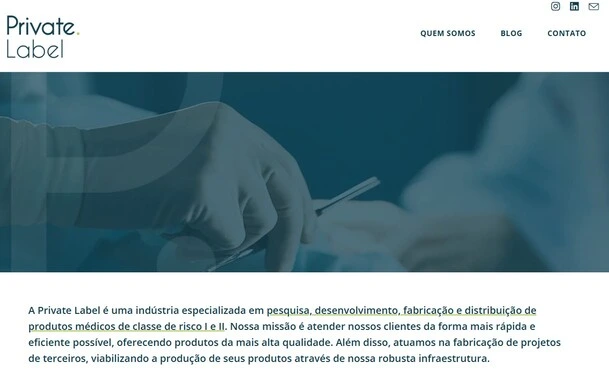 Private.
Label
QUEM SOMOS BLOG CONTATO
A Private Label é uma indústria especializada em pesquisa, desenvolvimento, fabricação e distribuição de
produtos médicos de classe de risco I e II. Nossa missão é atender nossos clientes da forma mais rápida e
eficiente possível, oferecendo produtos da mais alta qualidade. Além disso, atuamos na fabricação de projetos
de terceiros, viabilizando a produção de seus produtos através de nossa robusta infraestrutura.